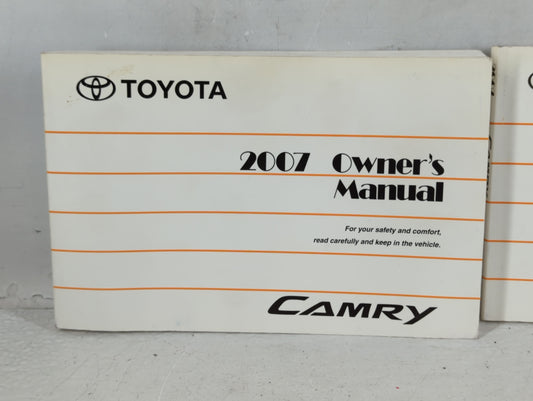 TOYOTA
2007 Owner's
Manual
For your safety and comfort,
read carefully and keep in the vehicle.
CAMRY